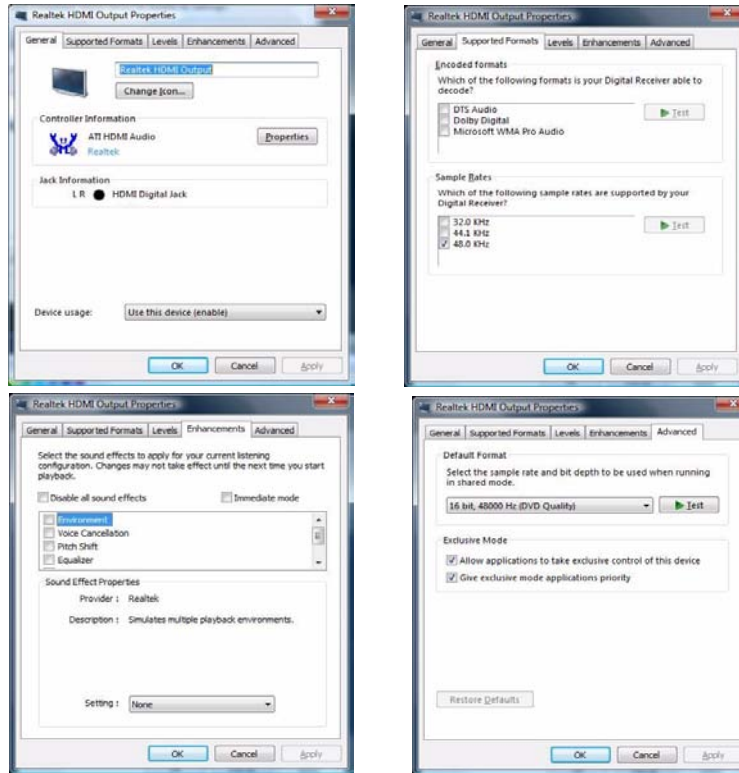 Realtek HDMI Output Properties
General Supported Formats Levels Enhancements Advanced
Realtek HDMI Output
Change Icon...
Controller Information
ATI HDMI Audio
Properties
Realtek
Jack Information
L R HDMI Digital Jack
Device usage: Use this device (enable)
OK Cancel Apply
Realtek HDMI Output Properties
General Supported Formats Levels Enhancements Advanced
Encoded formats
Which of the following formats is your Digital Receiver able to
decode?
DTS Audio
Dolby Digital
Microsoft WMA Pro Audio
Test
Sample Rates
Which of the following sample rates are supported by your
Digital Receiver?
32.0 KHz
44.1 KHz
48.0 KHz
Test
OK Cancel Apply
Realtek HDMI Output Properties
General Supported Formats Levels Enhancements Advanced
Select the sound effects to apply for your current listening
configuration. Changes may not take effect until the next time you start
playback.
Disable all sound effects Immediate mode
Environment
Voice Cancellation
Pitch Shift
Equalizer
Sound Effect Properties
Provider : Realtek
Description : Simulates multiple playback environments.
Setting : None
OK Cancel Apply
Realtek HDMI Output Properties
General Supported Formats Levels Enhancements Advanced
Default Format
Select the sample rate and bit depth to be used when running
in shared mode.
16 bit, 48000 Hz (DVD Quality) Test
Exclusive Mode
Allow applications to take exclusive control of this device
Give exclusive mode applications priority
Restore Defaults
OK Cancel Apply